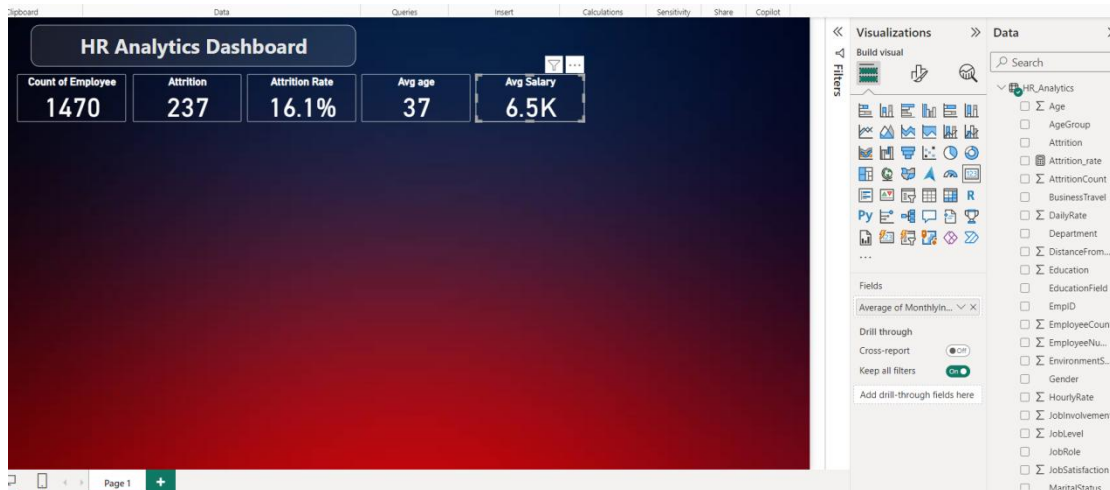 Clipboard Data Queries Insert Calculations Sensitivity Share Copilot
HR Analytics Dashboard
Count of Employee
1470
Attrition
237
Attrition Rate
16.1%
Avg age
37
Avg Salary
6.5K
Filters
Visualizations
Build visual
123
R
Py
Fields
Average of Monthlyin...
Drill through
Cross-report
Off
Keep all filters
On
Add drill-through fields here
Data
Search
HR_Analytics
Age
AgeGroup
Attrition
Attrition_rate
AttritionCount
BusinessTravel
DailyRate
Department
DistanceFrom...
Education
EducationField
EmpID
EmployeeCoun
EmployeeNu...
EnvironmentS...
Gender
HourlyRate
JobInvolvement
JobLevel
JobRole
JobSatisfaction
MaritalStatus
Page 1